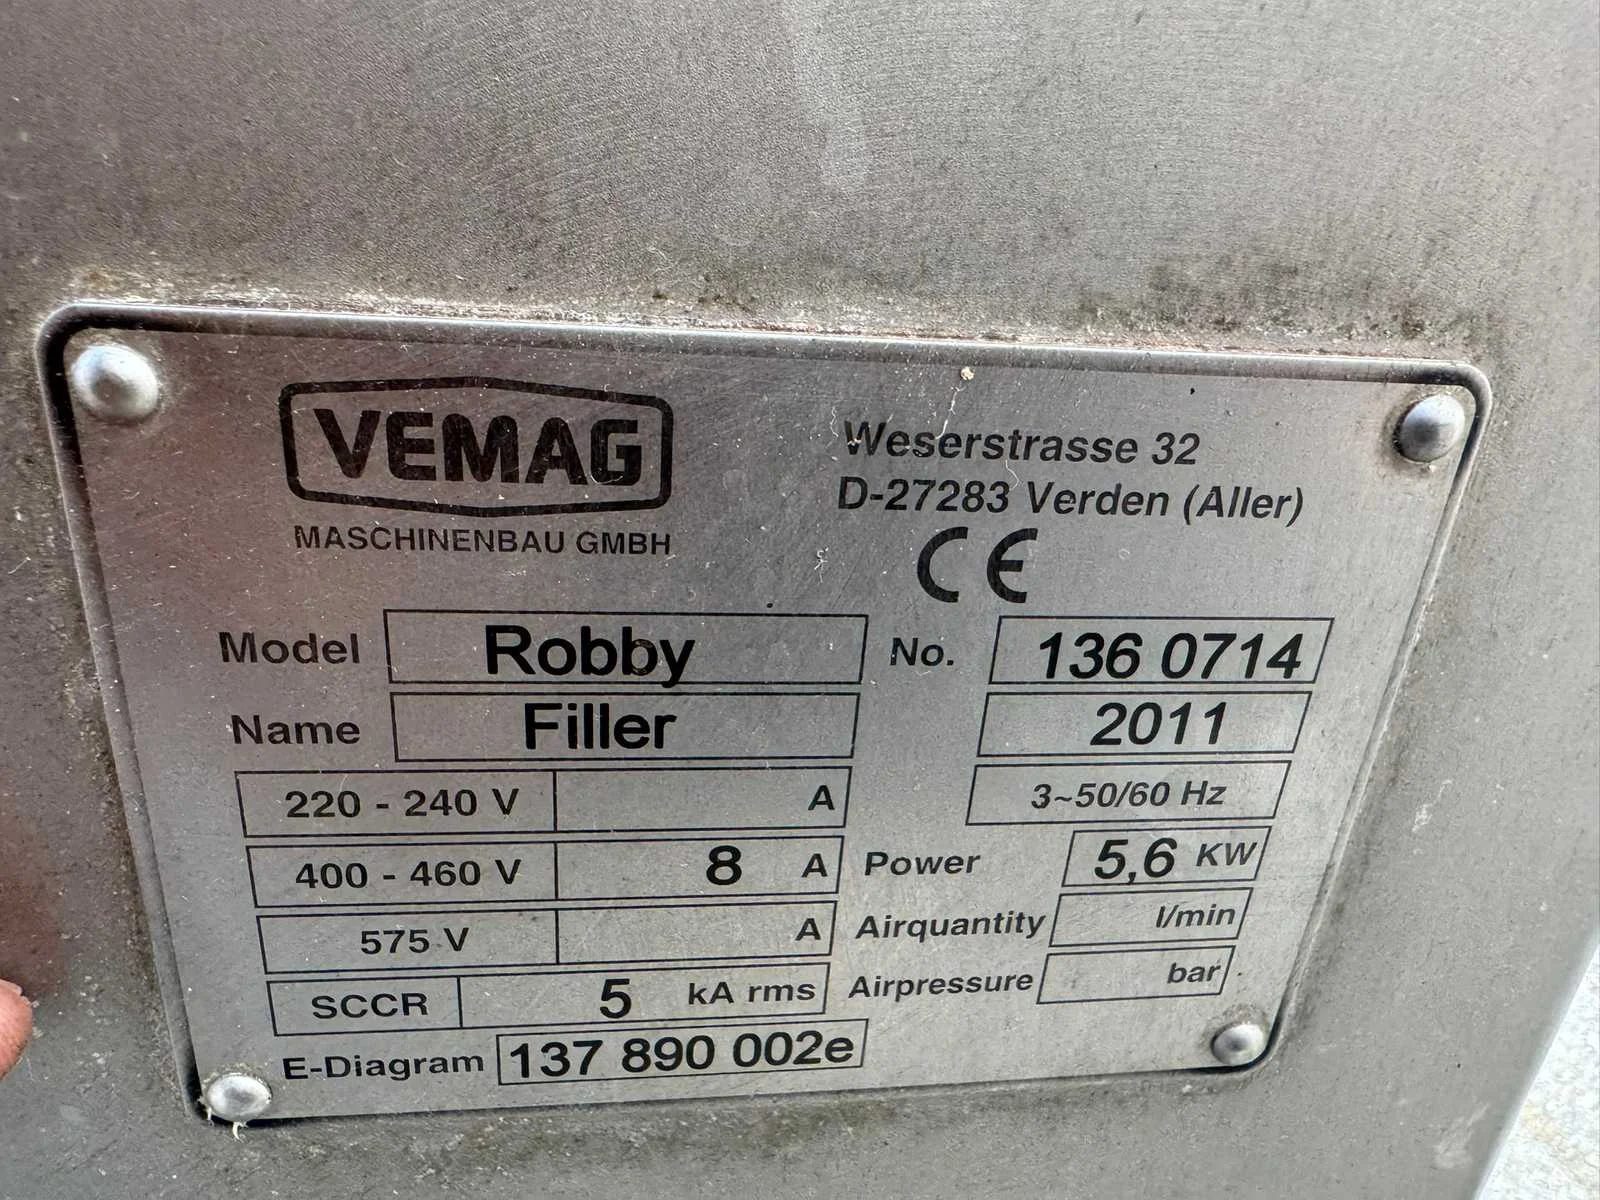 VEMAG
MASCHINENBAU GMBH
Weserstrasse 32
D-27283 Verden (Aller)
CE
Model Robby No. 136 0714
Name Filler 2011
220 - 240 V A 3~50/60 Hz
400 - 460 V 8 A Power 5,6 KW
575 V A Airquantity l/min
SCCR 5 kA rms Airpressure bar
E-Diagram 137 890 002e